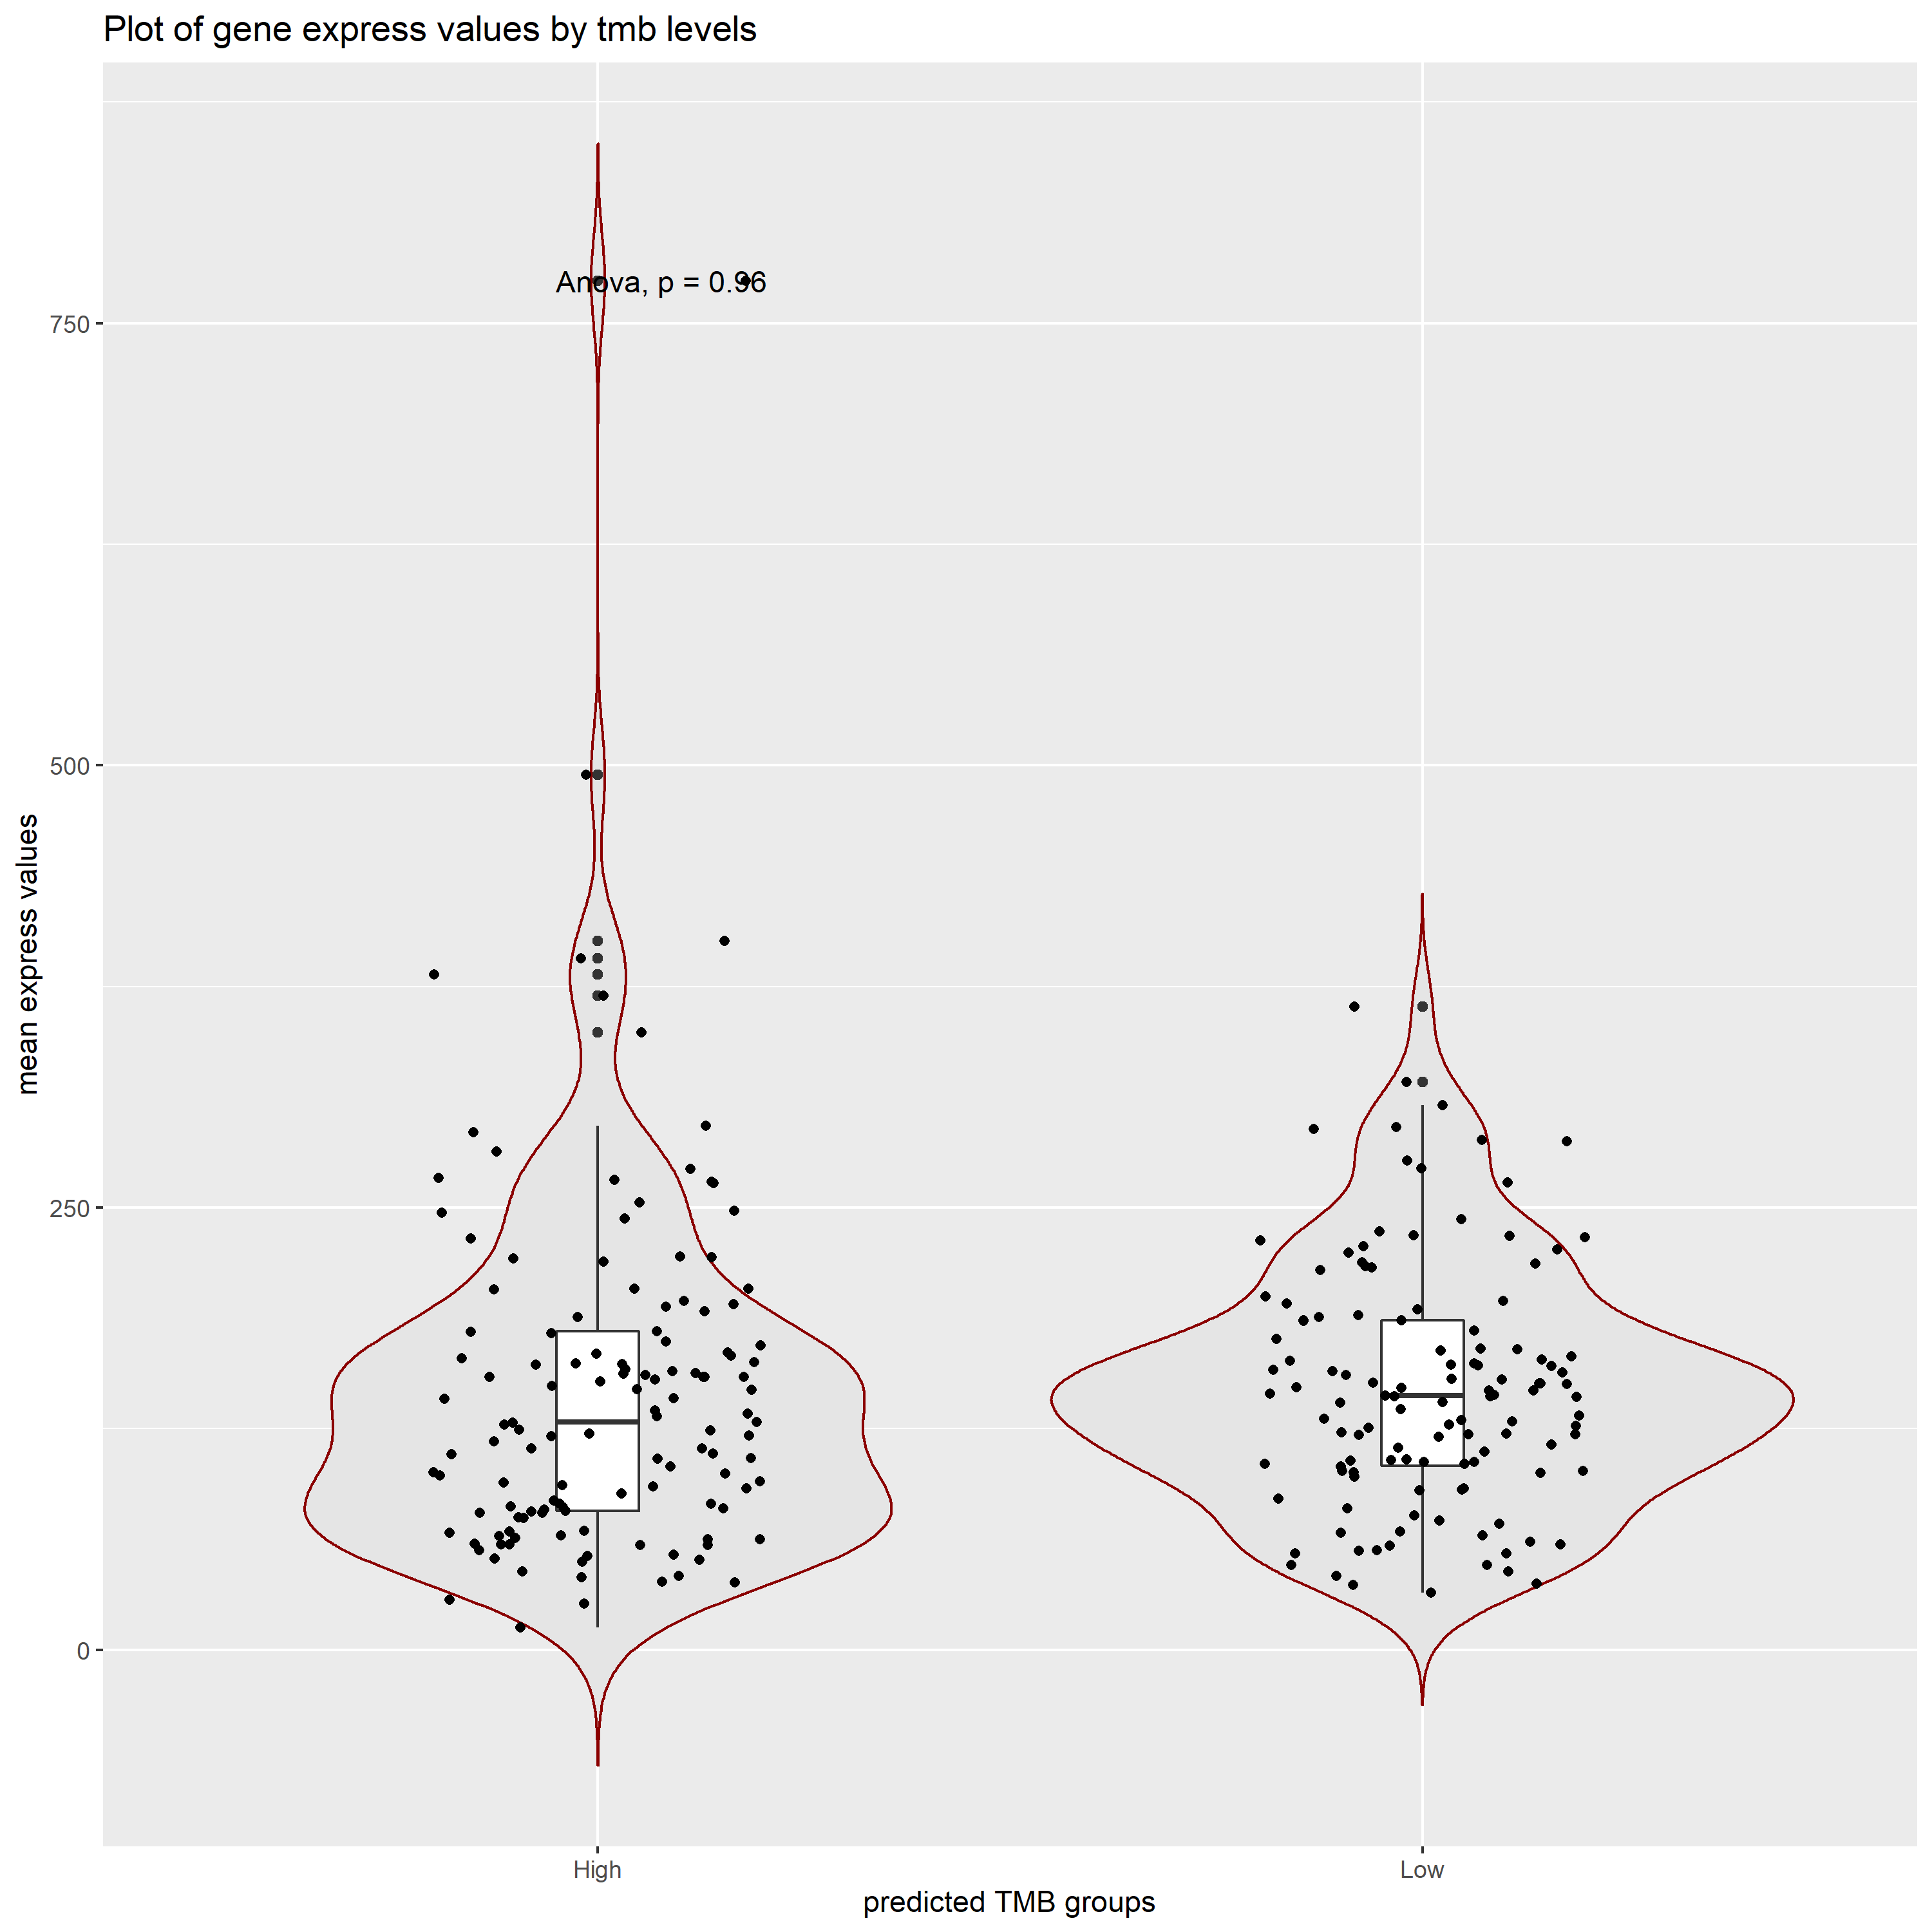 Plot of gene express values by tmb levels
Anova, p = 0.96
750
500
250
0
mean express values
High
Low
predicted TMB groups